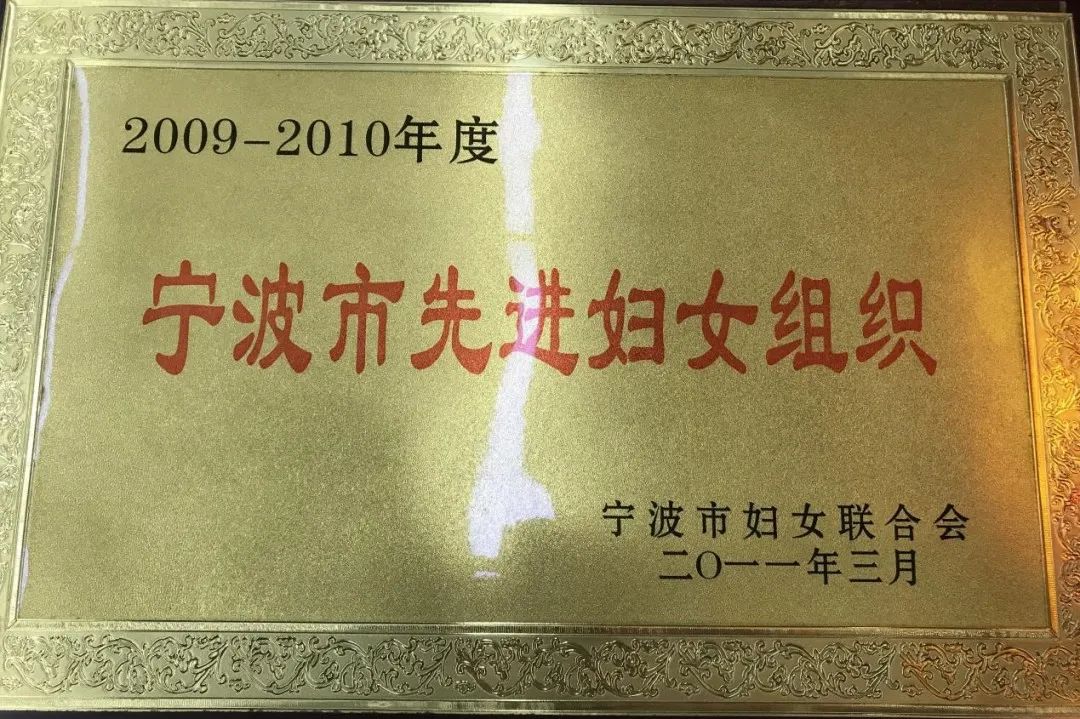 2009-2010年度
宁波市先进妇女组织
宁波市妇女联合会
二〇一一年三月